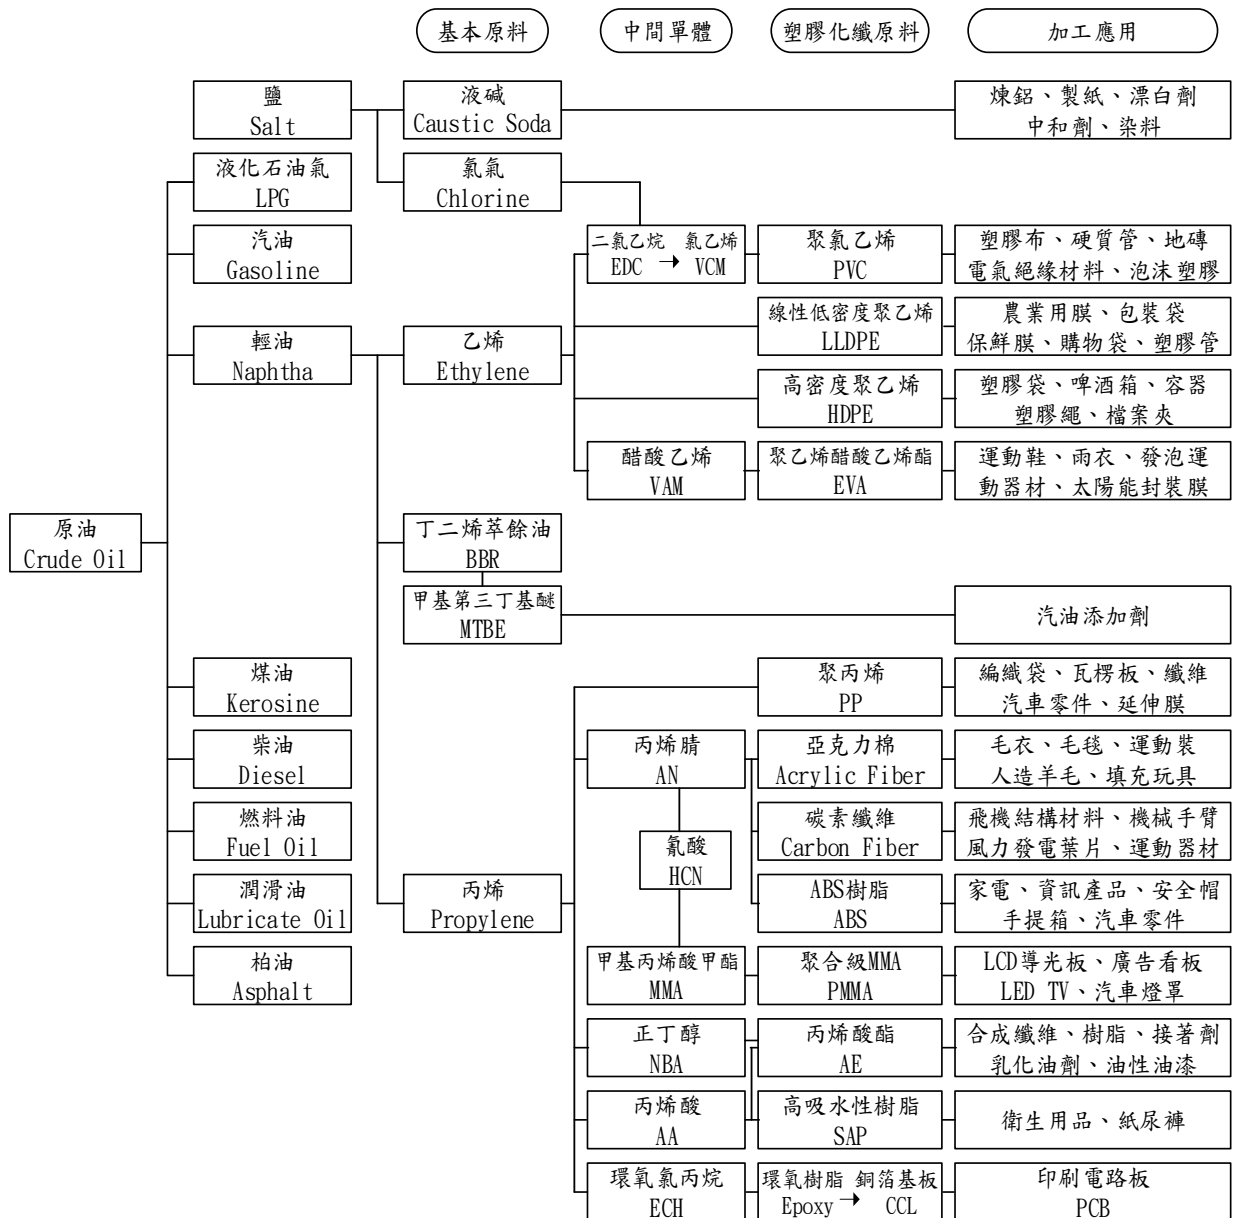 基本原料
中間單體
塑膠化纖原料
加工應用
鹽
Salt
液碱
Caustic Soda
煉鋁、製紙、漂白劑
中和劑、染料
液化石油氣
LPG
氯氣
Chlorine
汽油
Gasoline
二氯乙烷 氯乙烯
EDC → VCM
聚氯乙烯
PVC
塑膠布、硬質管、地磚
電氣絕緣材料、泡沫塑膠
輕油
Naphtha
乙烯
Ethylene
線性低密度聚乙烯
LLDPE
農業用膜、包裝袋
保鮮膜、購物袋、塑膠管
高密度聚乙烯
HDPE
塑膠袋、啤酒箱、容器
塑膠繩、檔案夾
醋酸乙烯
VAM
聚乙烯醋酸乙烯酯
EVA
運動鞋、雨衣、發泡運
動器材、太陽能封裝膜
原油
Crude Oil
丁二烯萃餘油
BBR
甲基第三丁基醚
MTBE
汽油添加劑
煤油
Kerosine
聚丙烯
PP
編織袋、瓦楞板、纖維
汽車零件、延伸膜
柴油
Diesel
丙烯腈
AN
亞克力棉
Acrylic Fiber
毛衣、毛毯、運動裝
人造羊毛、填充玩具
燃料油
Fuel Oil
氰酸
HCN
碳素纖維
Carbon Fiber
飛機結構材料、機械手臂
風力發電葉片、運動器材
潤滑油
Lubricate Oil
丙烯
Propylene
ABS樹脂
ABS
家電、資訊產品、安全帽
手提箱、汽車零件
柏油
Asphalt
甲基丙烯酸甲酯
MMA
聚合級MMA
PMMA
LCD導光板、廣告看板
LED TV、汽車燈罩
正丁醇
NBA
丙烯酸酯
AE
合成纖維、樹脂、接著劑
乳化油劑、油性油漆
丙烯酸
AA
高吸水性樹脂
SAP
衛生用品、紙尿褲
環氧氯丙烷
ECH
環氧樹脂 銅箔基板
Epoxy → CCL
印刷電路板
PCB